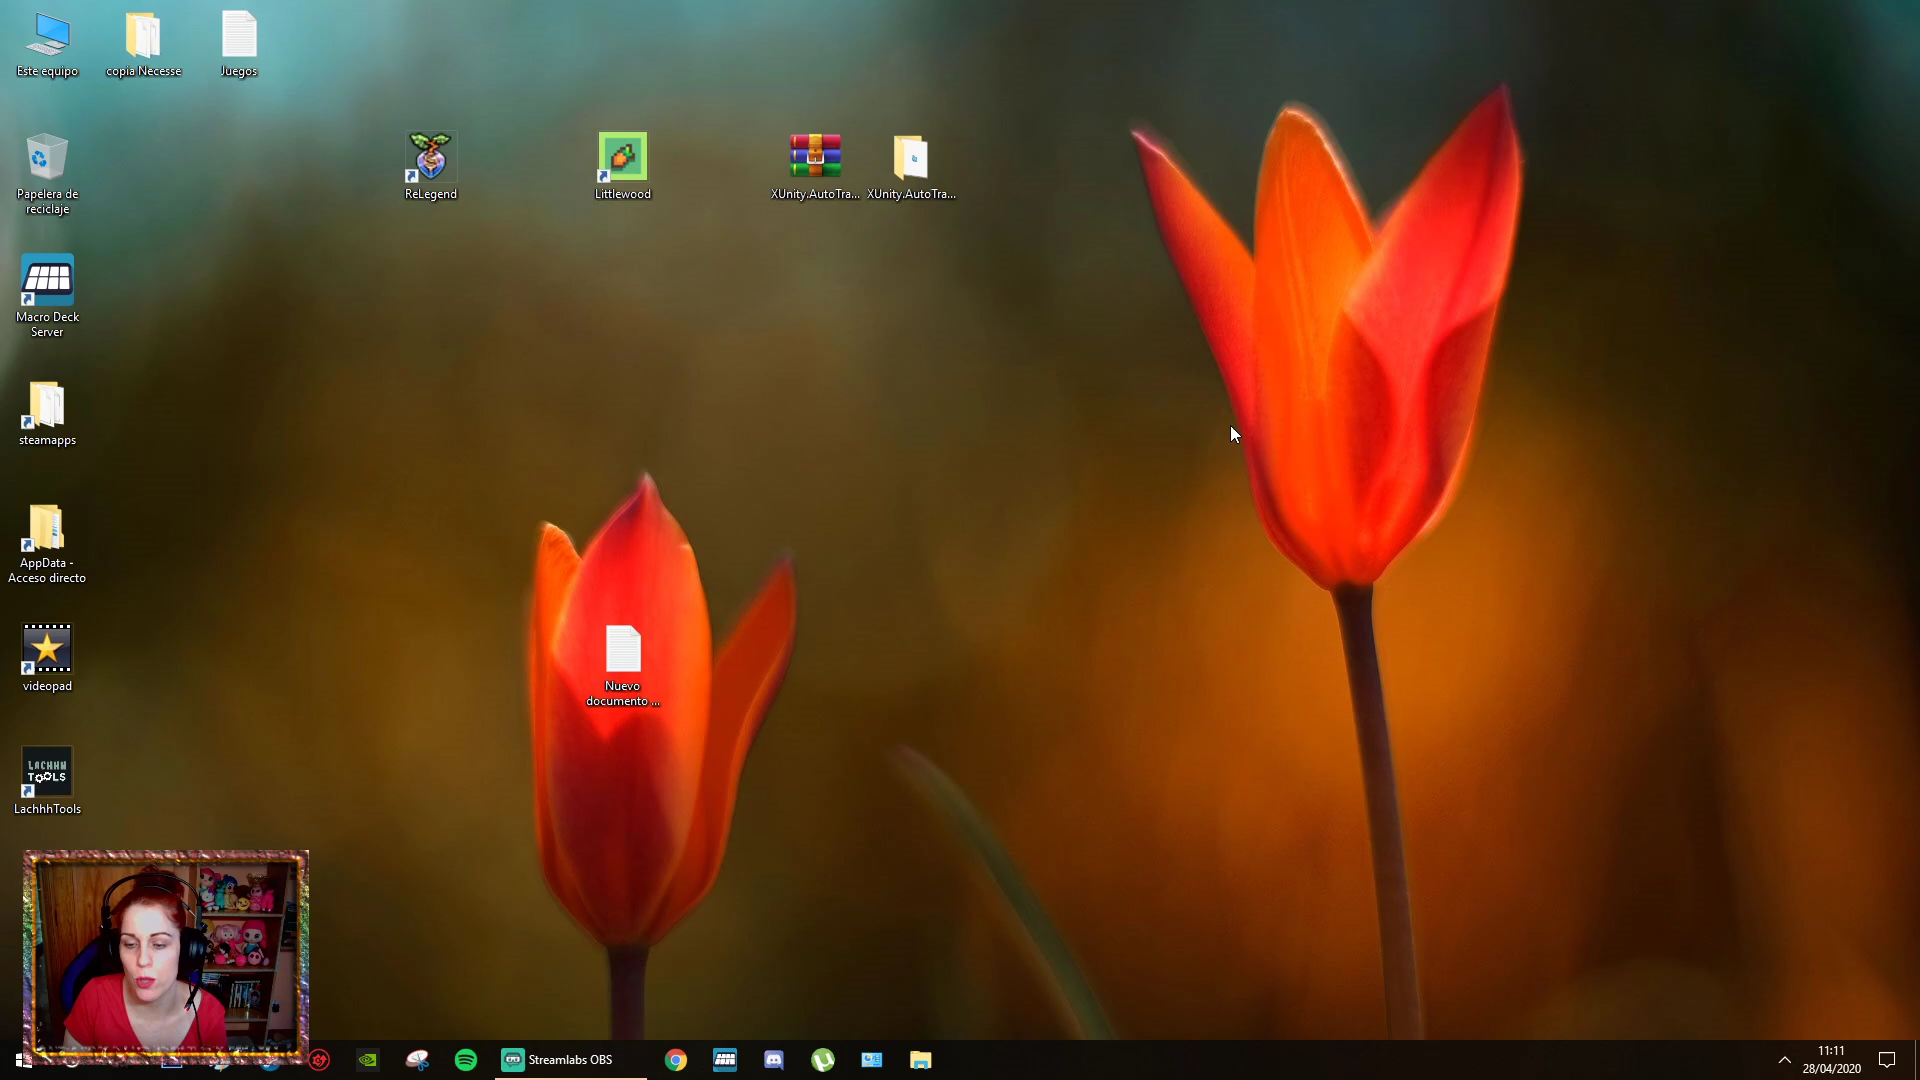 Este equipo
copia Necesse
Juegos
Papelera de
reciclaje
ReLegend
Littlewood
XUnity.AutoTra...
XUnity.AutoTra...
Macro Deck
Server
steamapps
AppData -
Acceso directo
videopad
Nuevo
documento ...
LACHHH
TOOLS
LachhhTools
Streamlabs OBS
11:11
28/04/2020